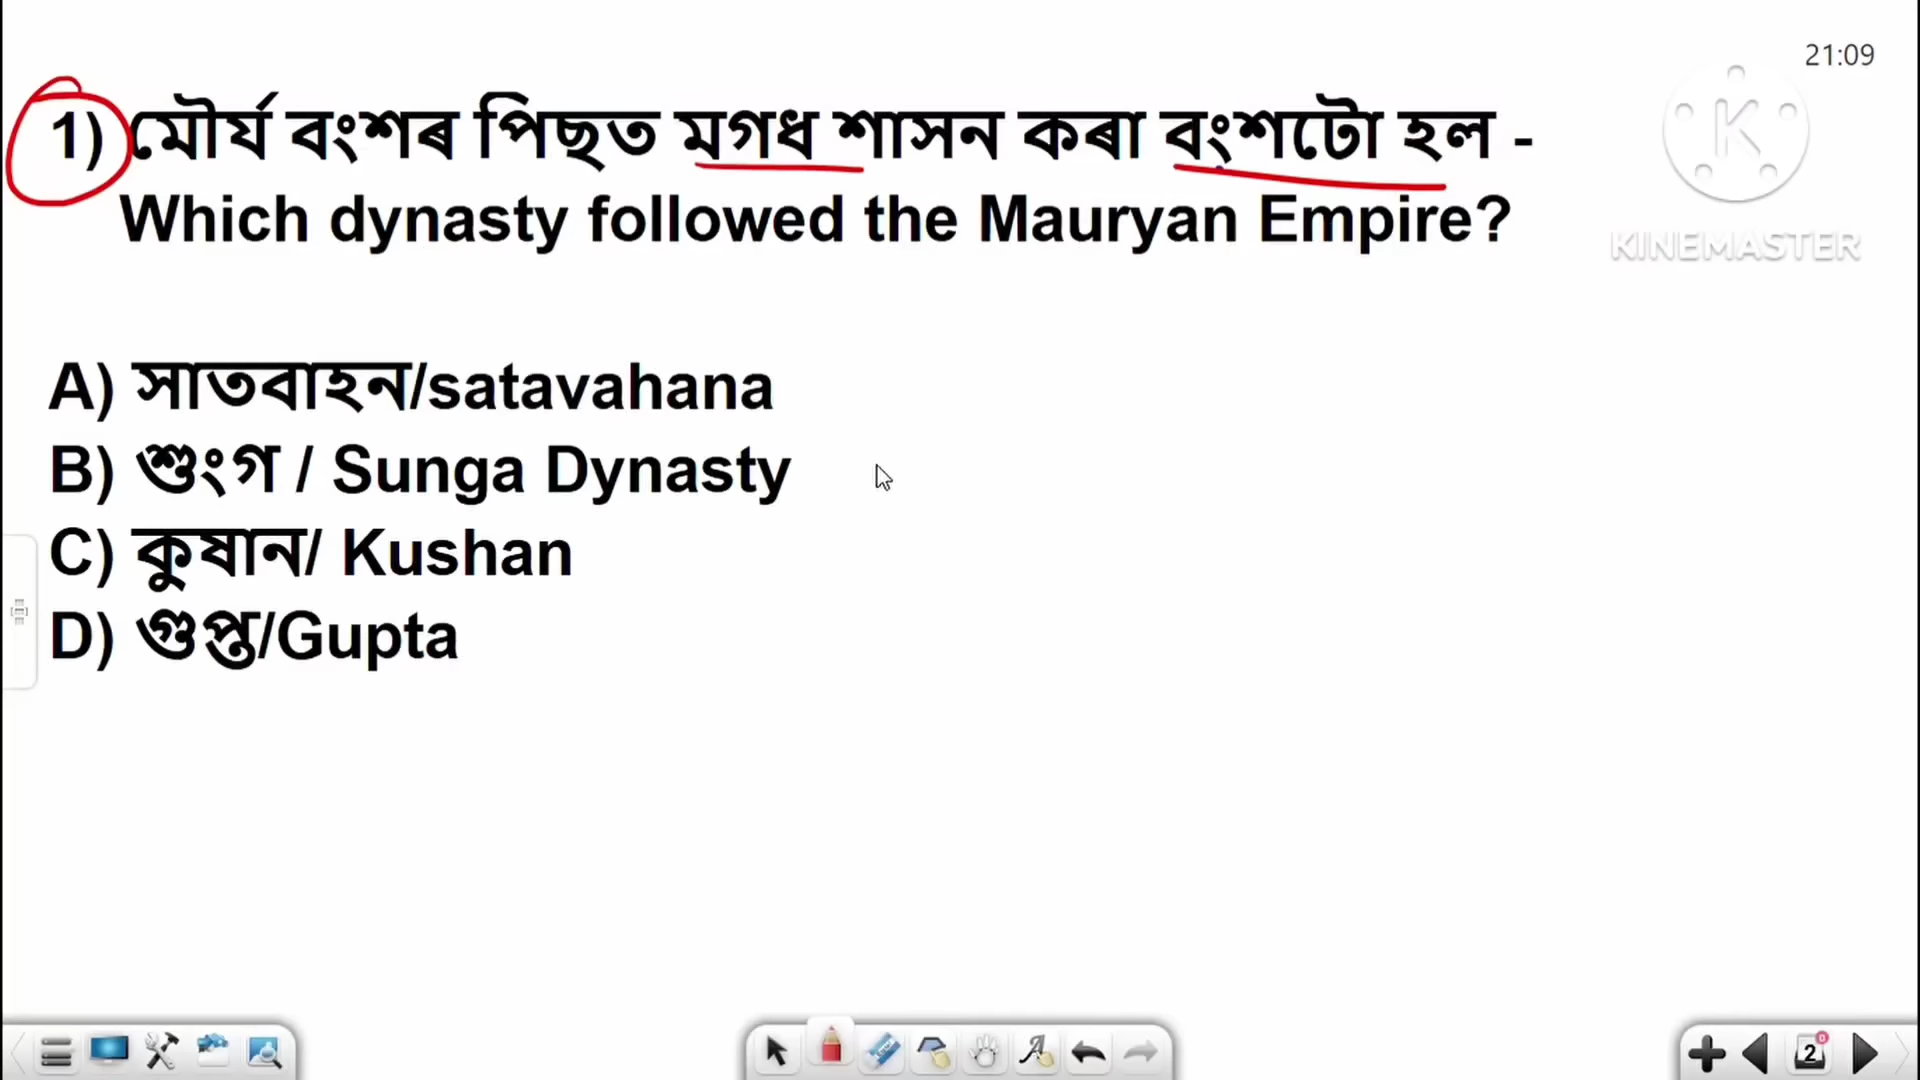 21:09
1) মৌৰ্য বংশৰ পিছত মগধ শাসন কৰা বংশটো হল -
Which dynasty followed the Mauryan Empire?
KINEMASTER
A) সাতবাহন/satavahana
B) শুংগ / Sunga Dynasty
C) কুষান/ Kushan
D) গুপ্ত/Gupta
2